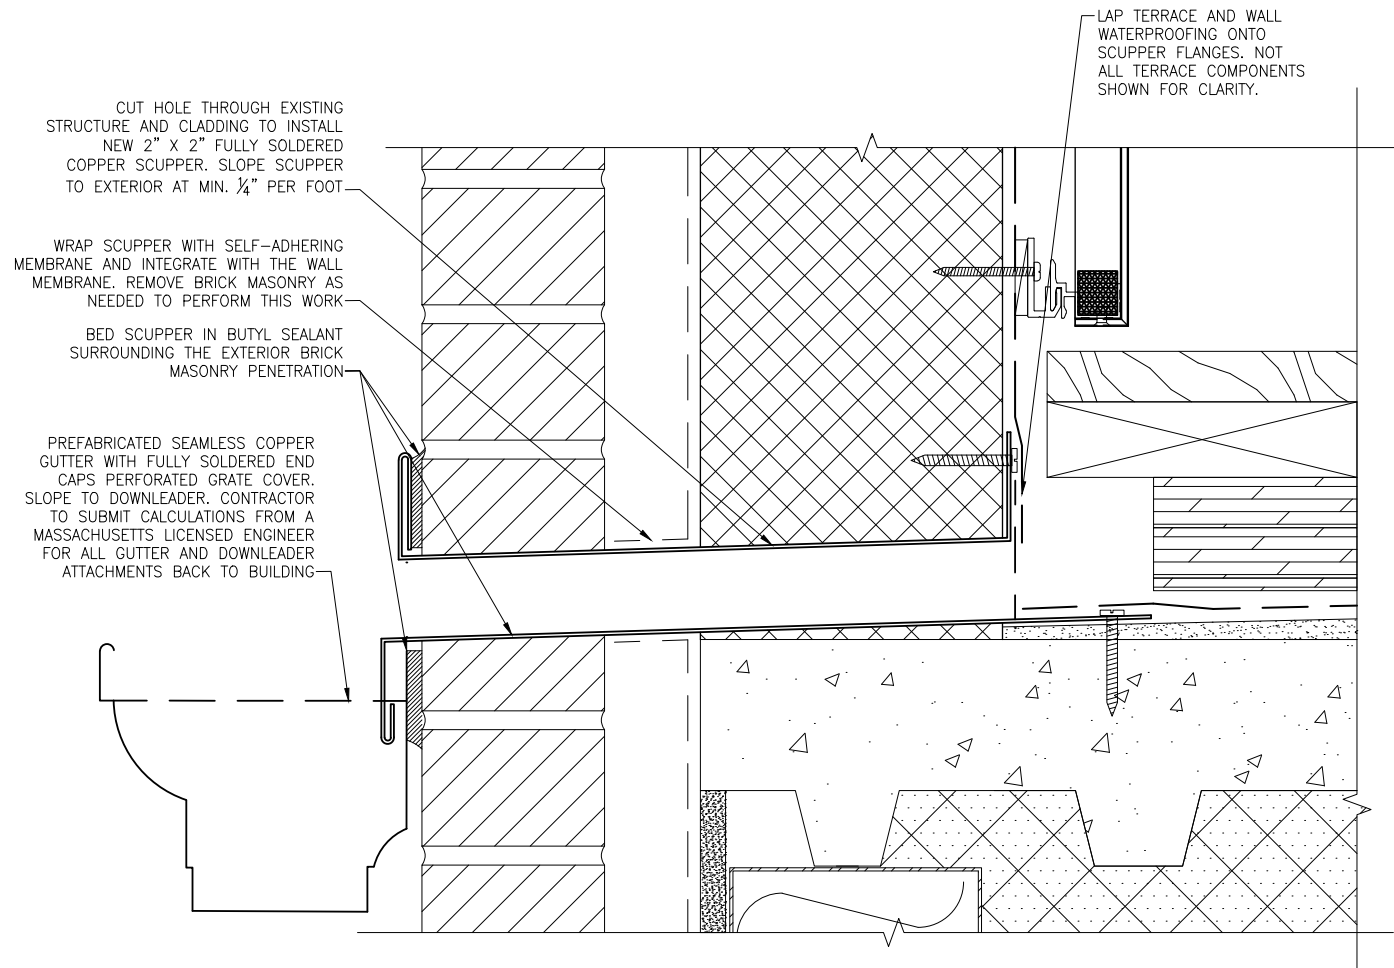 LAP TERRACE AND WALL
WATERPROOFING ONTO
SCUPPER FLANGES. NOT
ALL TERRACE COMPONENTS
SHOWN FOR CLARITY.
CUT HOLE THROUGH EXISTING
STRUCTURE AND CLADDING TO INSTALL
NEW 2" X 2" FULLY SOLDERED
COPPER SCUPPER. SLOPE SCUPPER
TO EXTERIOR AT MIN. ¼" PER FOOT
WRAP SCUPPER WITH SELF-ADHERING
MEMBRANE AND INTEGRATE WITH THE WALL
MEMBRANE. REMOVE BRICK MASONRY AS
NEEDED TO PERFORM THIS WORK
BED SCUPPER IN BUTYL SEALANT
SURROUNDING THE EXTERIOR BRICK
MASONRY PENETRATION
PREFABRICATED SEAMLESS COPPER
GUTTER WITH FULLY SOLDERED END
CAPS PERFORATED GRATE COVER.
SLOPE TO DOWNLEADER. CONTRACTOR
TO SUBMIT CALCULATIONS FROM A
MASSACHUSETTS LICENSED ENGINEER
FOR ALL GUTTER AND DOWNLEADER
ATTACHMENTS BACK TO BUILDING